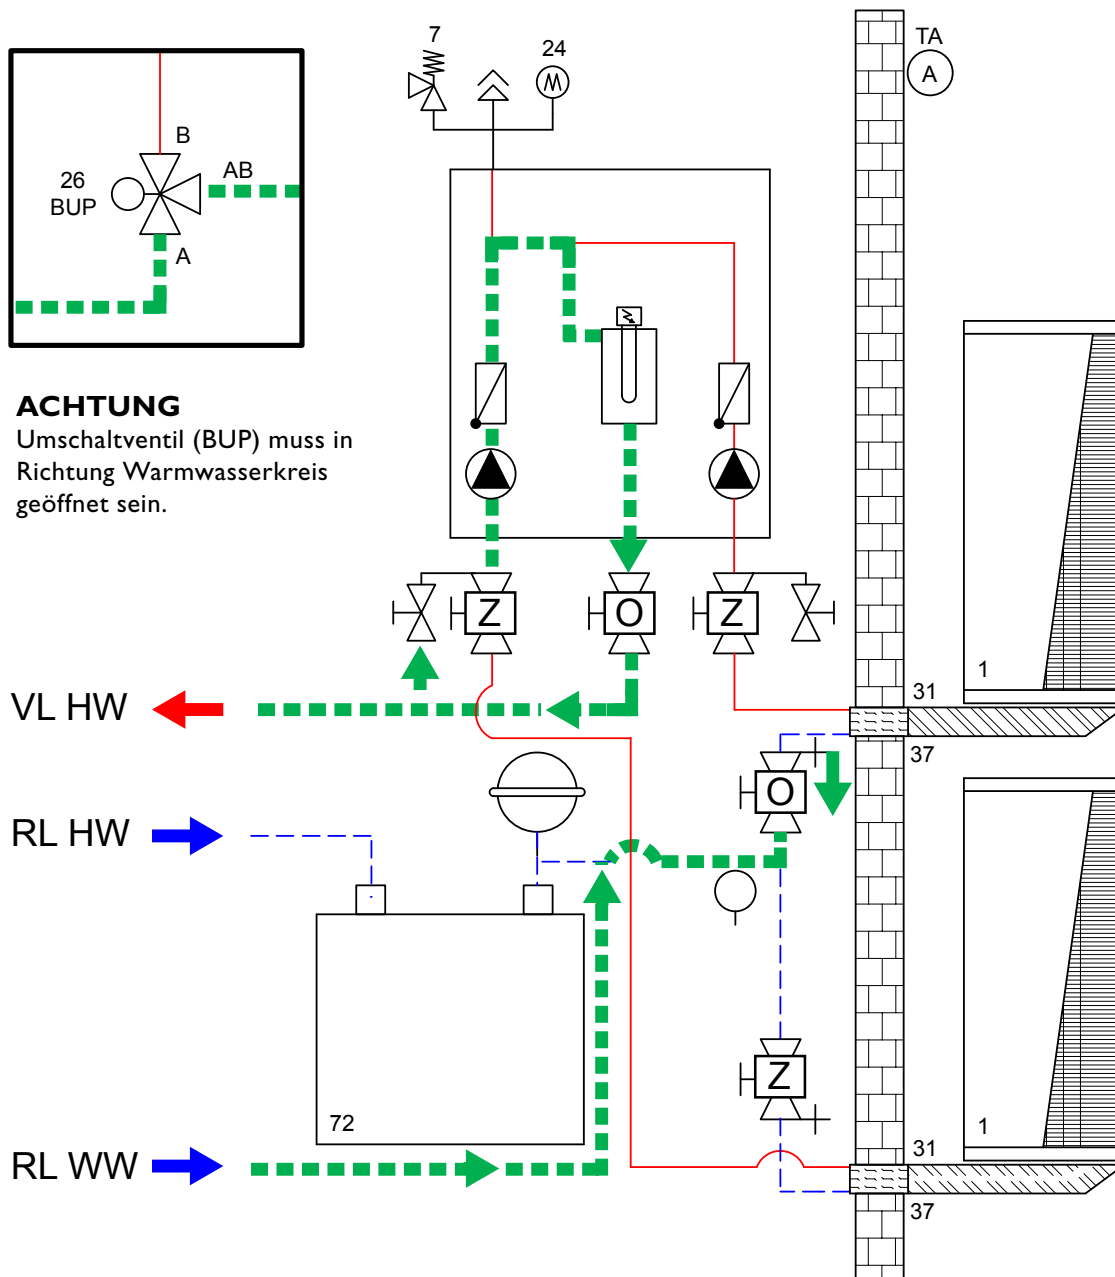 7
24
TA
A
B
26
BUP
AB
A
ACHTUNG
Umschaltventil (BUP) muss in
Richtung Warmwasserkreis
geöffnet sein.
Z
O
Z
1
31
VL HW
37
O
RL HW
Z
72
1
31
RL WW
37